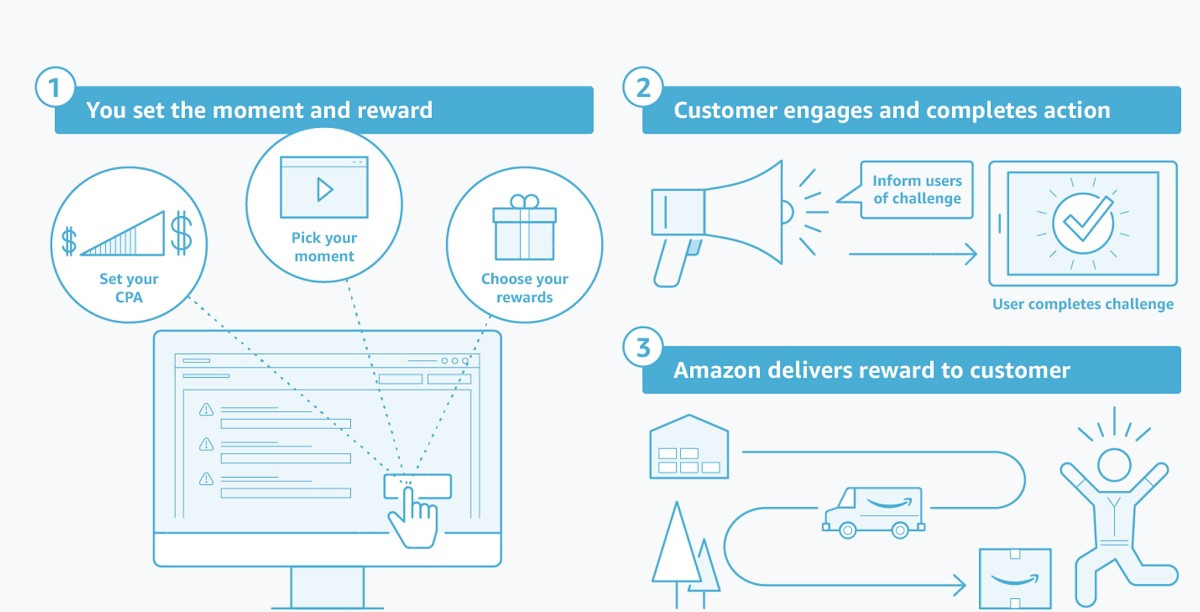 1
You set the moment and reward
$
$
Set your
CPA
Pick your
moment
Choose your
rewards
2
Customer engages and completes action
Inform users
of challenge
User completes challenge
3
Amazon delivers reward to customer